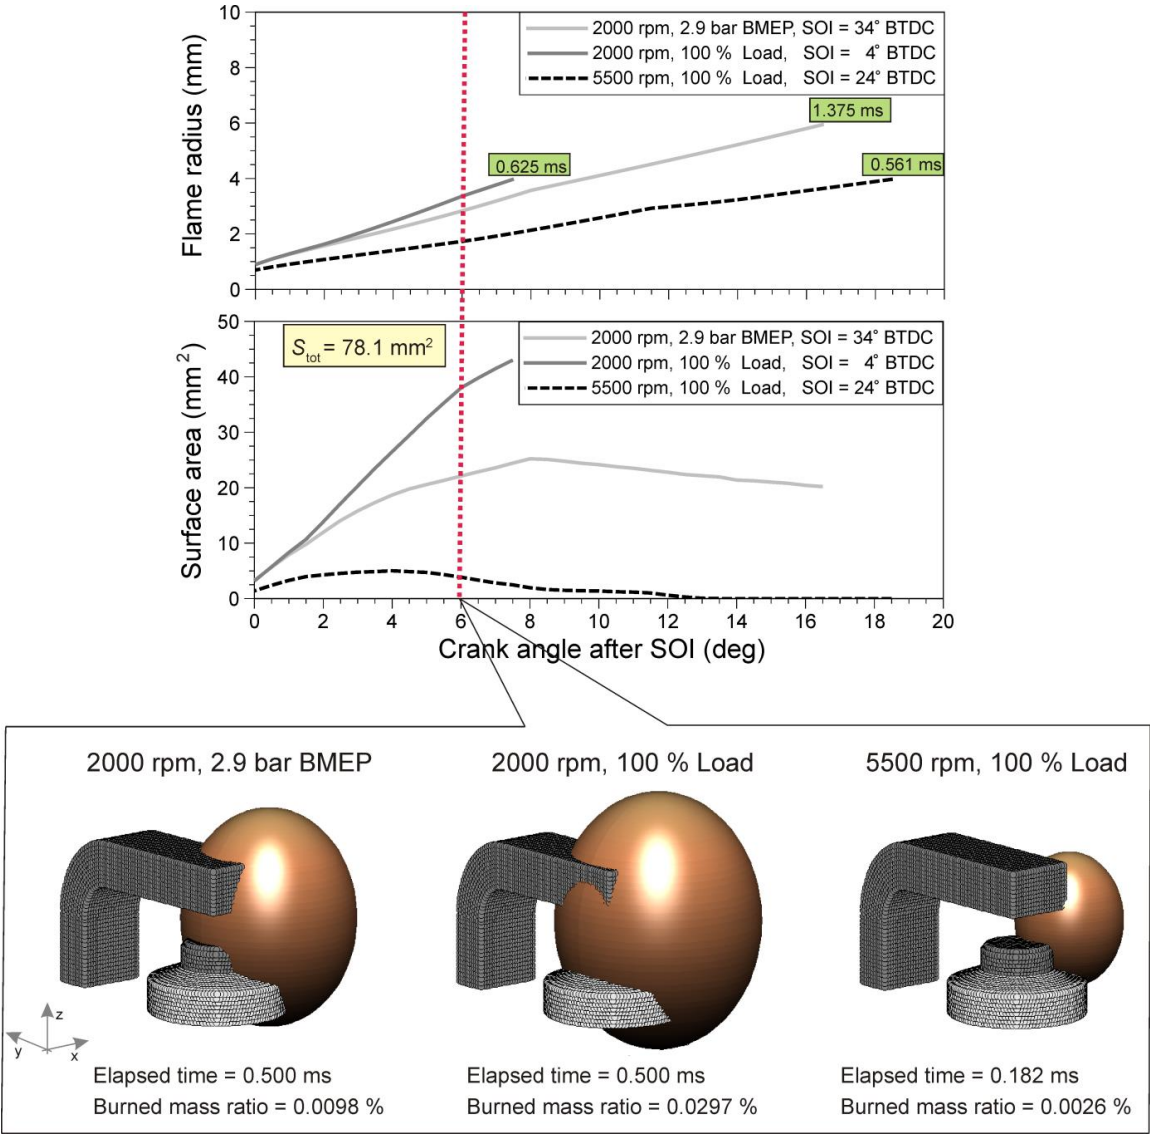 10
8
6
4
2
0
Flame radius (mm)
2000 rpm, 2.9 bar BMEP, SOI = 34° BTDC
2000 rpm, 100 % Load, SOI = 4° BTDC
5500 rpm, 100 % Load, SOI = 24° BTDC
1.375 ms
0.625 ms
0.561 ms
50
40
30
20
10
0
Surface area (mm²)
S tot = 78.1 mm²
2000 rpm, 2.9 bar BMEP, SOI = 34° BTDC
2000 rpm, 100 % Load, SOI = 4° BTDC
5500 rpm, 100 % Load, SOI = 24° BTDC
0 2 4 6 8 10 12 14 16 18 20
Crank angle after SOI (deg)
2000 rpm, 2.9 bar BMEP
2000 rpm, 100 % Load
5500 rpm, 100 % Load
z
y
x
Elapsed time = 0.500 ms
Burned mass ratio = 0.0098 %
Elapsed time = 0.500 ms
Burned mass ratio = 0.0297 %
Elapsed time = 0.182 ms
Burned mass ratio = 0.0026 %